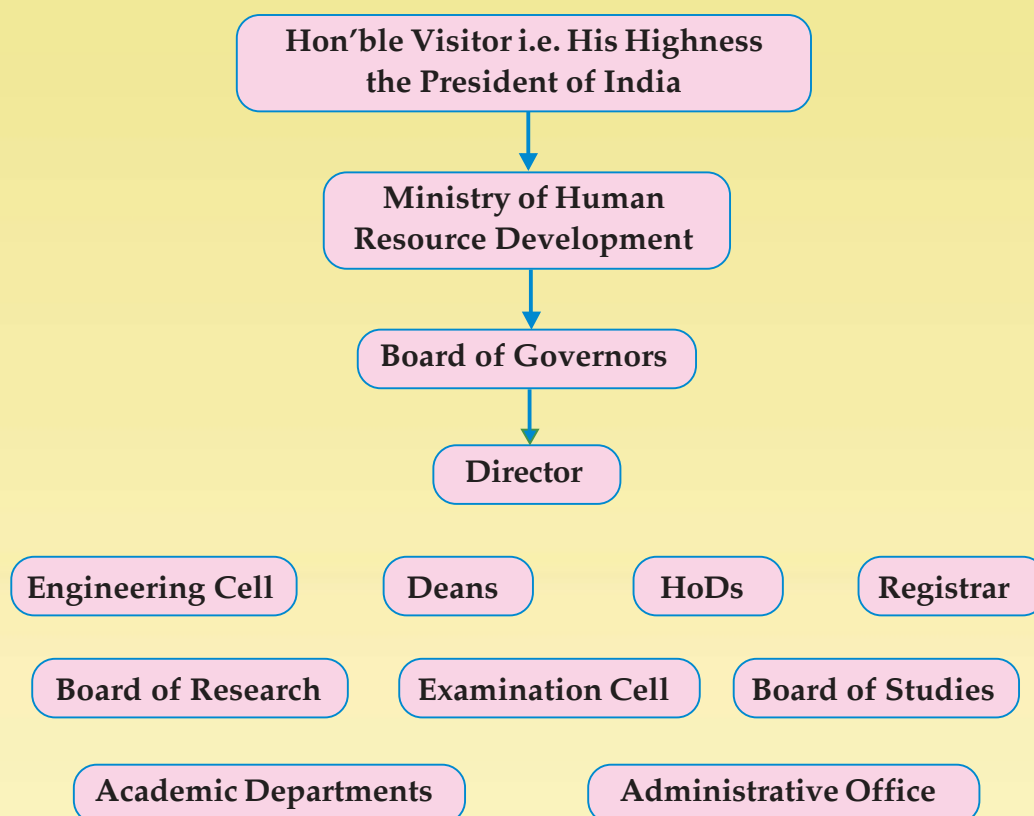 Hon’ble Visitor i.e. His Highness
the President of India
Ministry of Human
Resource Development
Board of Governors
Director
Engineering Cell
Deans
HoDs
Registrar
Board of Research
Examination Cell
Board of Studies
Academic Departments
Administrative Office